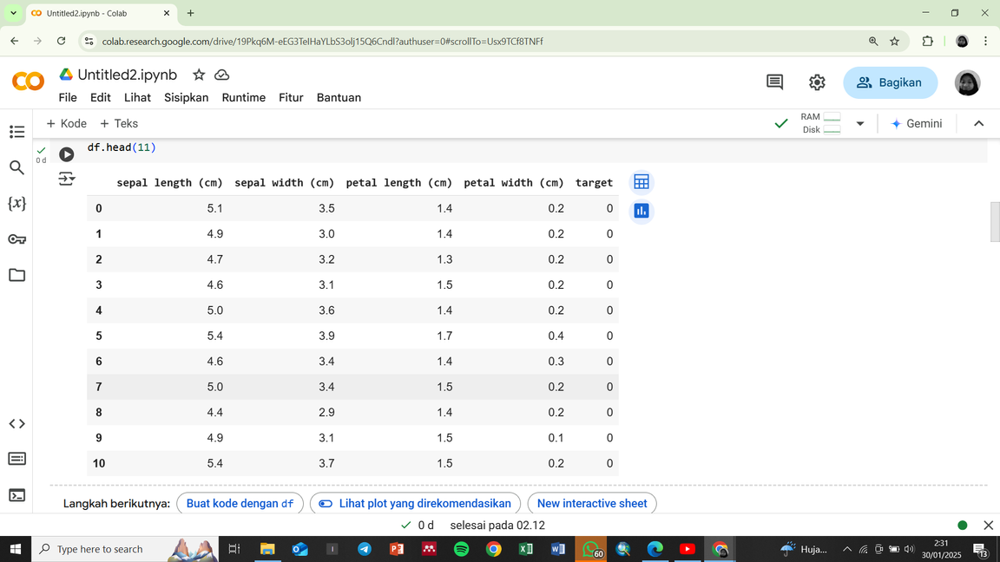 Untitled2.ipynb - Colab
colab.research.google.com/drive/19Pkq6M-eEG3TelHaYLbS3olj15Q6Cndl?authuser=0#scrollTo=Usx9TCf8TNFf
Untitled2.ipynb
File Edit Lihat Sisipkan Runtime Fitur Bantuan
Bagikan
+ Kode + Teks
RAM
Disk
Gemini
0 d
df.head(11)
sepal length (cm) sepal width (cm) petal length (cm) petal width (cm) target
0 5.1 3.5 1.4 0.2 0
1 4.9 3.0 1.4 0.2 0
2 4.7 3.2 1.3 0.2 0
3 4.6 3.1 1.5 0.2 0
4 5.0 3.6 1.4 0.2 0
5 5.4 3.9 1.7 0.4 0
6 4.6 3.4 1.4 0.3 0
7 5.0 3.4 1.5 0.2 0
8 4.4 2.9 1.4 0.2 0
9 4.9 3.1 1.5 0.1 0
10 5.4 3.7 1.5 0.2 0
Langkah berikutnya: Buat kode dengan df Lihat plot yang direkomendasikan New interactive sheet
0 d selesai pada 02.12
Type here to search
60
Huja...
2:31
30/01/2025
13